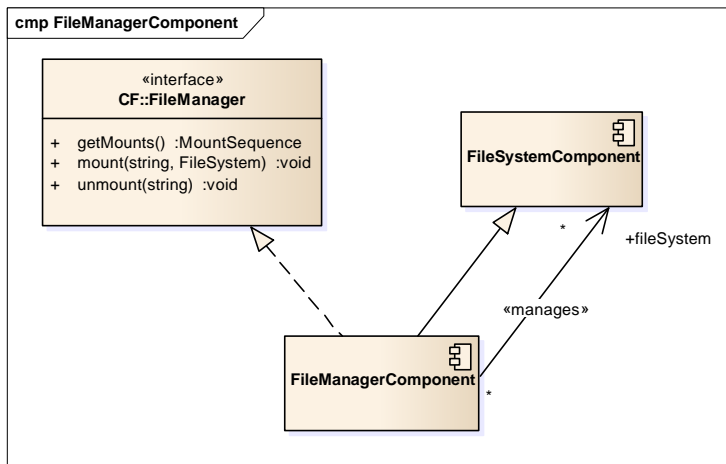 cmp FileManagerComponent
«interface»
CF::FileManager
+ getMounts() :MountSequence
+ mount(string, FileSystem) :void
+ unmount(string) :void
FileSystemComponent
*
+fileSystem
«manages»
FileManagerComponent
*